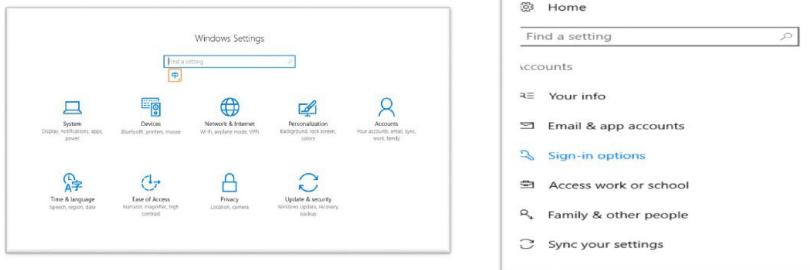 Windows Settings
Find a setting
中
System
Display, notifications, apps,
power
Devices
Bluetooth, printers, mouse
Network & Internet
Wi-Fi, airplane mode, VPN
Personalization
Background, lock screen,
colors
Accounts
Your accounts, email, sync,
work, family
Time & language
Speech, region, date
Ease of Access
Narrator, magnifier, high
contrast
Privacy
Location, camera
Update & security
Windows Update, recovery,
backup
Home
Find a setting
Accounts
Your info
Email & app accounts
Sign-in options
Access work or school
Family & other people
Sync your settings